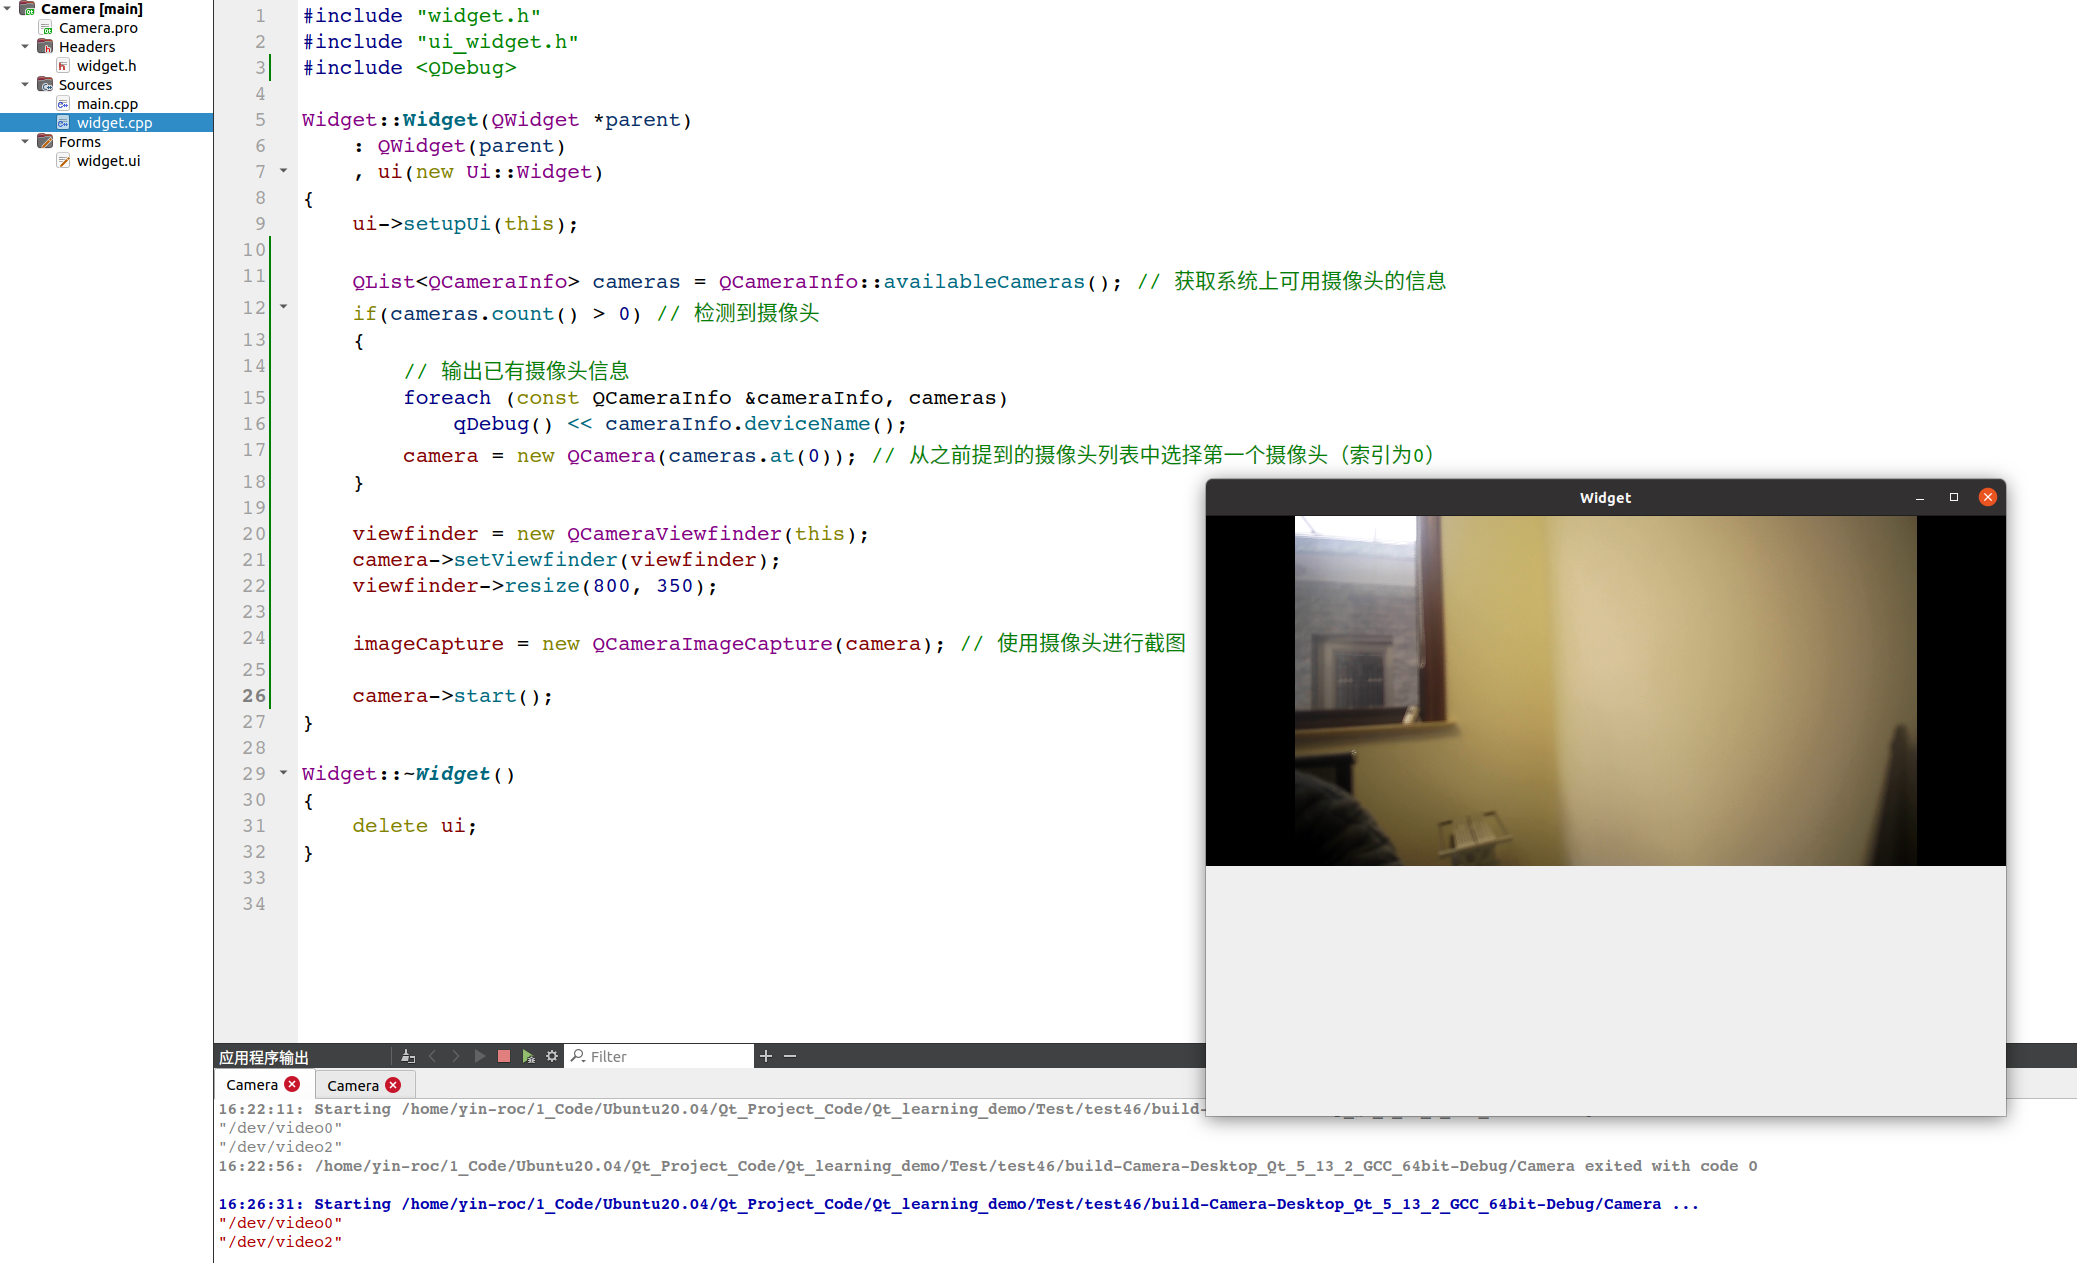 Camera [main]
Camera.pro
Headers
widget.h
Sources
main.cpp
widget.cpp
Forms
widget.ui
1 #include "widget.h"
2 #include "ui_widget.h"
3 #include <QDebug>
4
5 Widget::Widget(QWidget *parent)
6 : QWidget(parent)
7 , ui(new Ui::Widget)
8 {
9 ui->setupUi(this);
10
11 QList<QCameraInfo> cameras = QCameraInfo::availableCameras(); // 获取系统上可用摄像头的信息
12 if(cameras.count() > 0) // 检测到摄像头
13 {
14 // 输出已有摄像头信息
15 foreach (const QCameraInfo &cameraInfo, cameras)
16 qDebug() << cameraInfo.deviceName();
17 camera = new QCamera(cameras.at(0)); // 从之前提到的摄像头列表中选择第一个摄像头（索引为0）
18 }
19
20 viewfinder = new QCameraViewfinder(this);
21 camera->setViewfinder(viewfinder);
22 viewfinder->resize(800, 350);
23
24 imageCapture = new QCameraImageCapture(camera); // 使用摄像头进行截图
25
26 camera->start();
27 }
28
29 Widget::~Widget()
30 {
31 delete ui;
32 }
33
34
Widget
应用程序输出
Filter
Camera
Camera
16:22:11: Starting /home/yin-roc/1_Code/Ubuntu20.04/Qt_Project_Code/Qt_learning_demo/Test/test46/build-
"/dev/video0"
"/dev/video2"
16:22:56: /home/yin-roc/1_Code/Ubuntu20.04/Qt_Project_Code/Qt_learning_demo/Test/test46/build-Camera-Desktop_Qt_5_13_2_GCC_64bit-Debug/Camera exited with code 0
16:26:31: Starting /home/yin-roc/1_Code/Ubuntu20.04/Qt_Project_Code/Qt_learning_demo/Test/test46/build-Camera-Desktop_Qt_5_13_2_GCC_64bit-Debug/Camera ...
"/dev/video0"
"/dev/video2"